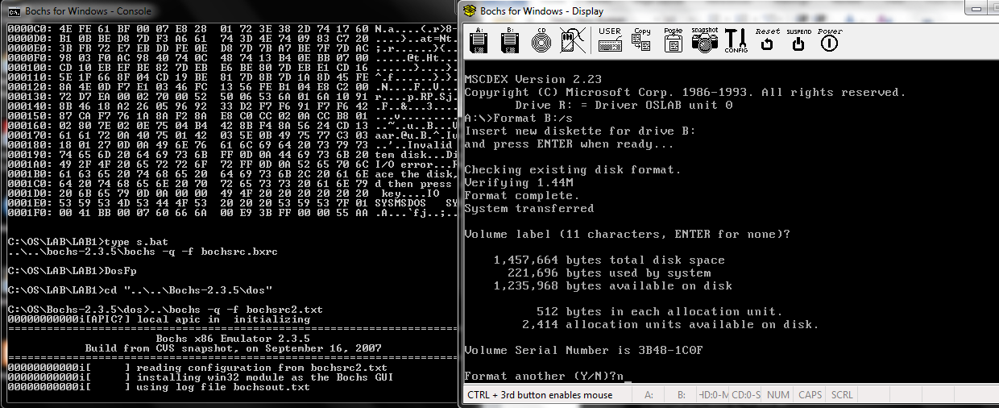 Bochs for Windows - Console
0000C0: 4E FE 61 BF 00 07 E8 28  01 72 3E 38 2D 74 17 60 N.a....(.r>8-
0000D0: B1 0B BE D8 7D F3 A6 61  74 3D 4E 74 09 83 C7 20 ....}..at=Nt.
0000E0: 3B FB 72 E7 EB DD FE 0E  D8 7D 7B A7 BE 7F 7D AC ;.r......}{..
0000F0: 98 03 F0 AC 98 40 74 0C  48 74 13 B4 0E BB 07 00 .....@t.Ht...
000100: CD 10 EB EF BE 82 7D EB  E6 BE 80 7D EB E1 CD 16 ......}....}.
000110: 5E 1F 66 8F 04 CD 19 BE  81 7D 8B 7D 1A 8D 45 FE ^.f......}.}.
000120: 8A 4E 0D F7 E1 03 46 FC  13 56 FE B1 04 E8 C2 00 .N....F..V...
000130: 72 D7 EA 00 02 70 00 52  50 06 53 6A 01 6A 10 91 r....p.RP.Sj.
000140: 8B 46 18 A2 26 05 96 92  33 D2 F7 F6 91 F7 F6 42 .F..&...3....
000150: 87 CA F7 76 1A 8A F2 8A  E8 C0 CC 02 0A CC B8 01 ...v.........
000160: 02 80 7E 02 0E 75 04 B4  42 8B F4 8A 56 24 CD 13 ..~..u..B...V
000170: 61 61 72 0A 40 75 01 42  03 5E 0B 49 75 77 C3 03 aar.@u.B.^.Iu
000180: 18 01 27 0D 0A 49 6E 76  61 6C 69 64 20 73 79 73 ..'..Invalid
000190: 74 65 6D 20 64 69 73 6B  FF 0D 0A 44 69 73 6B 20 tem disk...Di
0001A0: 49 2F 4F 20 65 72 72 6F  72 FF 0D 0A 52 65 70 6C I/O error...R
0001B0: 61 63 65 20 74 68 65 20  64 69 73 6B 2C 20 61 6E ace the disk,
0001C0: 64 20 74 68 65 6E 20 70  72 65 73 73 20 61 6E 79 d then press
0001D0: 20 6B 65 79 0D 0A 00 00  49 4F 20 20 20 20 20 20  key....IO
0001E0: 53 59 53 4D 53 44 4F 53  20 20 20 53 59 53 7F 01 SYSMSDOS   SY
0001F0: 00 41 BB 00 07 60 66 6A  00 E9 3B FF 00 00 55 AA .A...`fj..;..
C:\OS\LAB\LAB1>type s.bat
..\..\bochs-2.3.5\bochs -q -f bochsrc.bxrc
C:\OS\LAB\LAB1>DosFp
C:\OS\LAB\LAB1>cd "..\..\Bochs-2.3.5\dos"
C:\OS\Bochs-2.3.5\dos>..\bochs -q -f bochsrc2.txt
00000000000i[APIC?] local apic in  initializing
========================================================================
Bochs x86 Emulator 2.3.5
Build from CVS snapshot, on September 16, 2007
========================================================================
00000000000i[     ] reading configuration from bochsrc2.txt
00000000000i[     ] installing win32 module as the Bochs GUI
00000000000i[     ] using log file bochsout.txt
Bochs for Windows - Display
A: B: CD USER Copy Paste snapshot CONFIG Reset SUSPEND Power
MSCDEX Version 2.23
Copyright (C) Microsoft Corp. 1986-1993. All rights reserved.
Drive R: = Driver OSLAB unit 0
A:\>Format B:/s
Insert new diskette for drive B:
and press ENTER when ready...
Checking existing disk format.
Verifying 1.44M
Format complete.
System transferred
Volume label (11 characters, ENTER for none)?
1,457,664 bytes total disk space
221,696 bytes used by system
1,235,968 bytes available on disk
512 bytes in each allocation unit.
2,414 allocation units available on disk.
Volume Serial Number is 3B48-1C0F
Format another (Y/N)?n_
CTRL + 3rd button enables mouse A: B: HD:0-M CD:0-S NUM CAPS SCRL